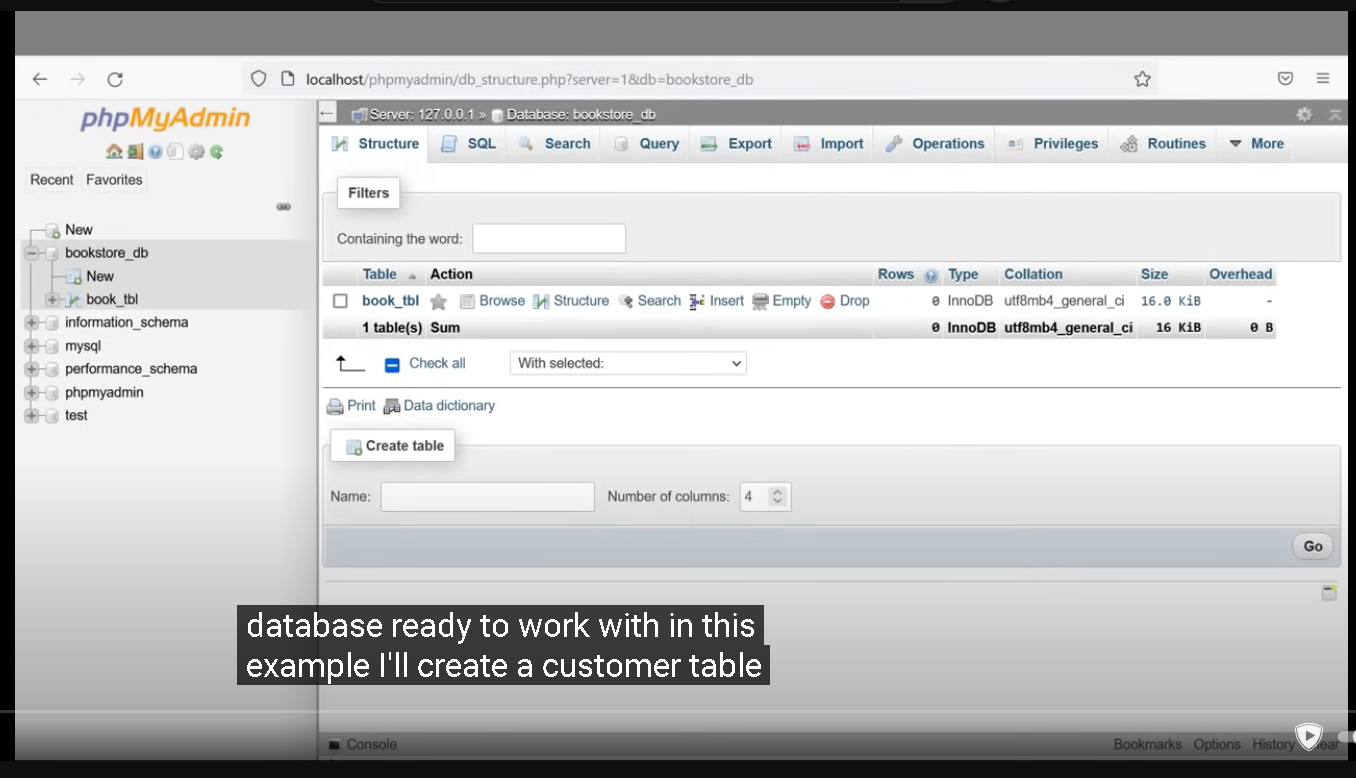 localhost/phpmyadmin/db_structure.php?server=1&db=bookstore_db
phpMyAdmin
Recent Favorites
New
bookstore_db
New
book_tbl
information_schema
mysql
performance_schema
phpmyadmin
test
Server: 127.0.0.1 » Database: bookstore_db
Structure SQL Search Query Export Import Operations Privileges Routines More
Filters
Containing the word:
Table Action Rows Type Collation Size Overhead
book_tbl Browse Structure Search Insert Empty Drop 0 InnoDB utf8mb4_general_ci 16.0 KiB -
1 table(s) Sum 0 InnoDB utf8mb4_general_ci 16 KiB 0 B
Check all With selected:
Print Data dictionary
Create table
Name: Number of columns: 4
Go
database ready to work with in this
example I'll create a customer table
Console Bookmarks Options History